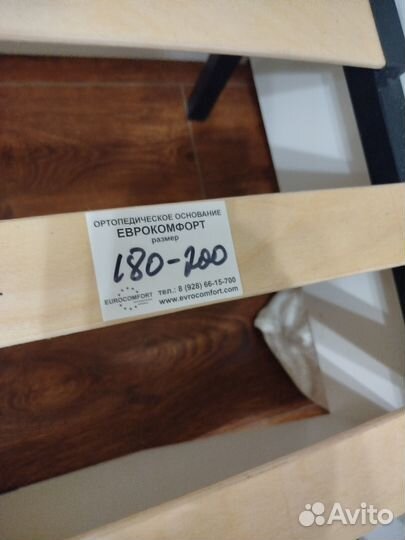 ОРТОПЕДИЧЕСКОЕ ОСНОВАНИЕ
ЕВРОКОМФОРТ
размер
180-200
EUROCOMFORT
тел.: 8 (928) 66-15-700
www.evrocomfort.com
Avito